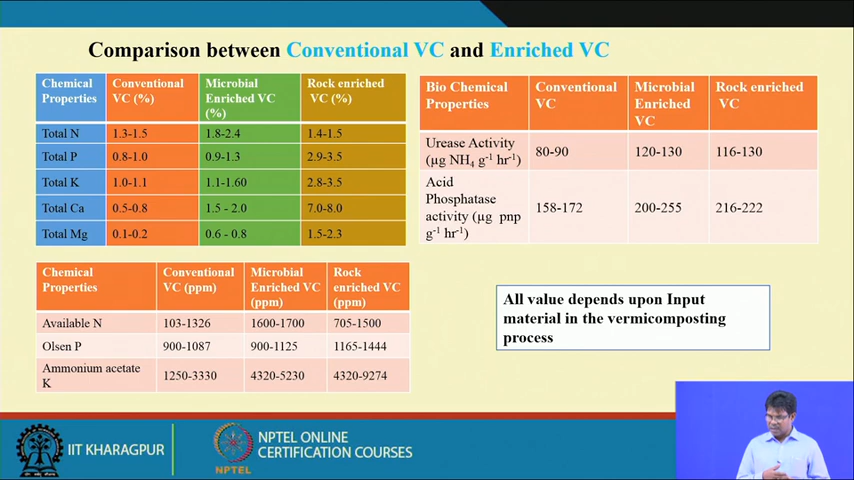 Comparison between Conventional VC and Enriched VC
Chemical Properties Conventional VC (%) Microbial Enriched VC (%) Rock enriched VC (%)
Total N 1.3-1.5 1.8-2.4 1.4-1.5
Total P 0.8-1.0 0.9-1.3 2.9-3.5
Total K 1.0-1.1 1.1-1.60 2.8-3.5
Total Ca 0.5-0.8 1.5 - 2.0 7.0-8.0
Total Mg 0.1-0.2 0.6 - 0.8 1.5-2.3
Bio Chemical Properties Conventional VC Microbial Enriched VC Rock enriched VC
Urease Activity (µg NH4 g-1 hr-1) 80-90 120-130 116-130
Acid Phosphatase activity (µg pnp g-1 hr-1) 158-172 200-255 216-222
Chemical Properties Conventional VC (ppm) Microbial Enriched VC (ppm) Rock enriched VC (ppm)
Available N 103-1326 1600-1700 705-1500
Olsen P 900-1087 900-1125 1165-1444
Ammonium acetate K 1250-3330 4320-5230 4320-9274
All value depends upon Input
material in the vermicomposting
process
IIT KHARAGPUR
NPTEL
NPTEL ONLINE
CERTIFICATION COURSES